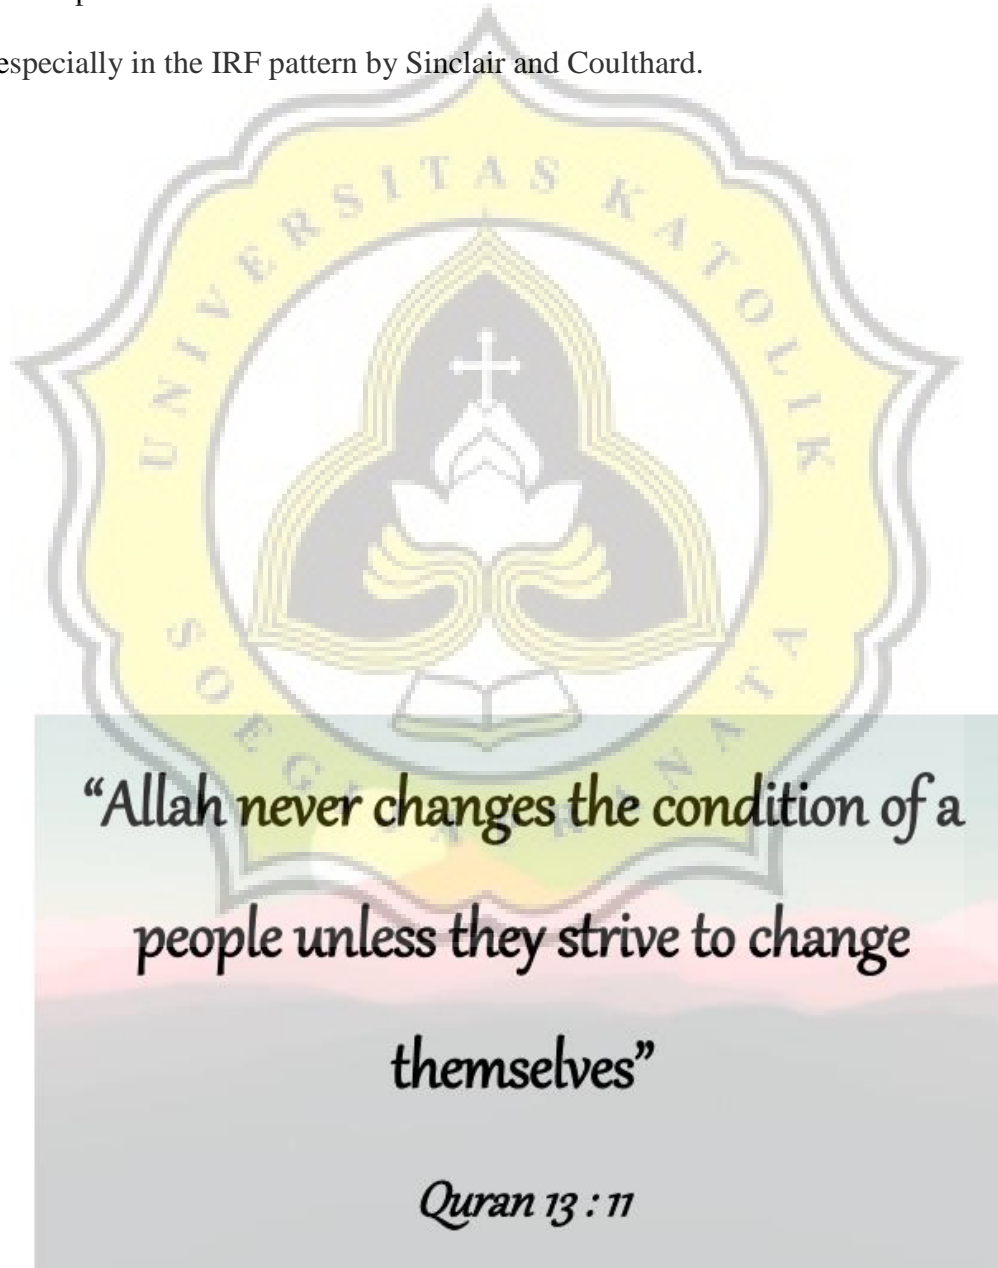 especially in the IRF pattern by Sinclair and Coulthard.
UNIVERSITAS KATOLIK
SOEGIJAPRANATA
“Allah never changes the condition of a
people unless they strive to change
themselves”
Quran 13 : 11